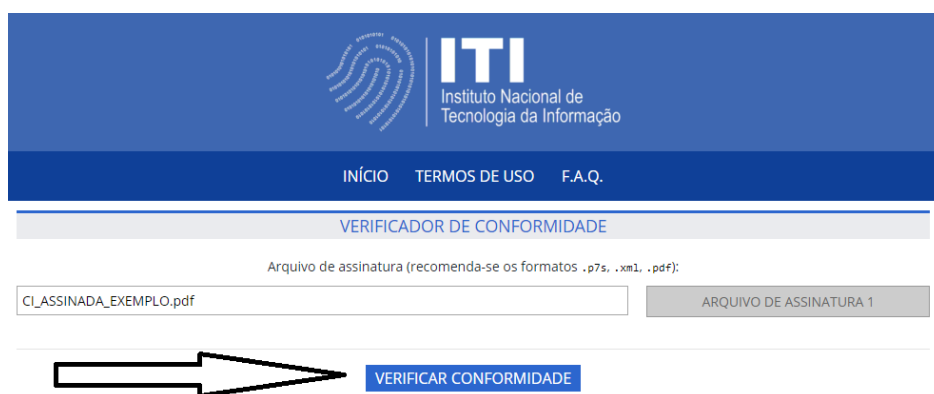 ITI
Instituto Nacional de
Tecnologia da Informação
INÍCIO TERMOS DE USO F.A.Q.
VERIFICADOR DE CONFORMIDADE
Arquivo de assinatura (recomenda-se os formatos .p7s, .xml, .pdf):
CI_ASSINADA_EXEMPLO.pdf ARQUIVO DE ASSINATURA 1
VERIFICAR CONFORMIDADE